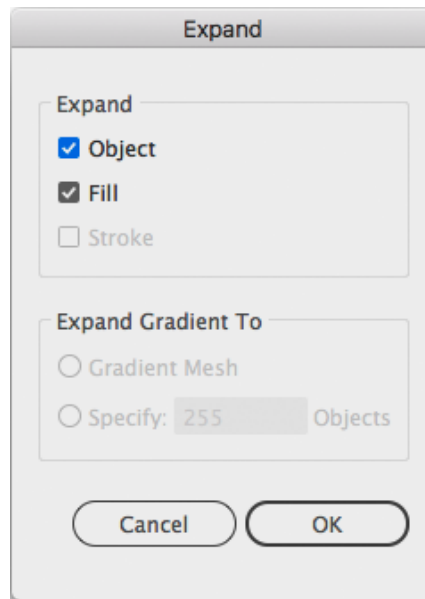 Expand
Expand
Object
Fill
Stroke
Expand Gradient To
Gradient Mesh
Specify: 255 Objects
Cancel OK